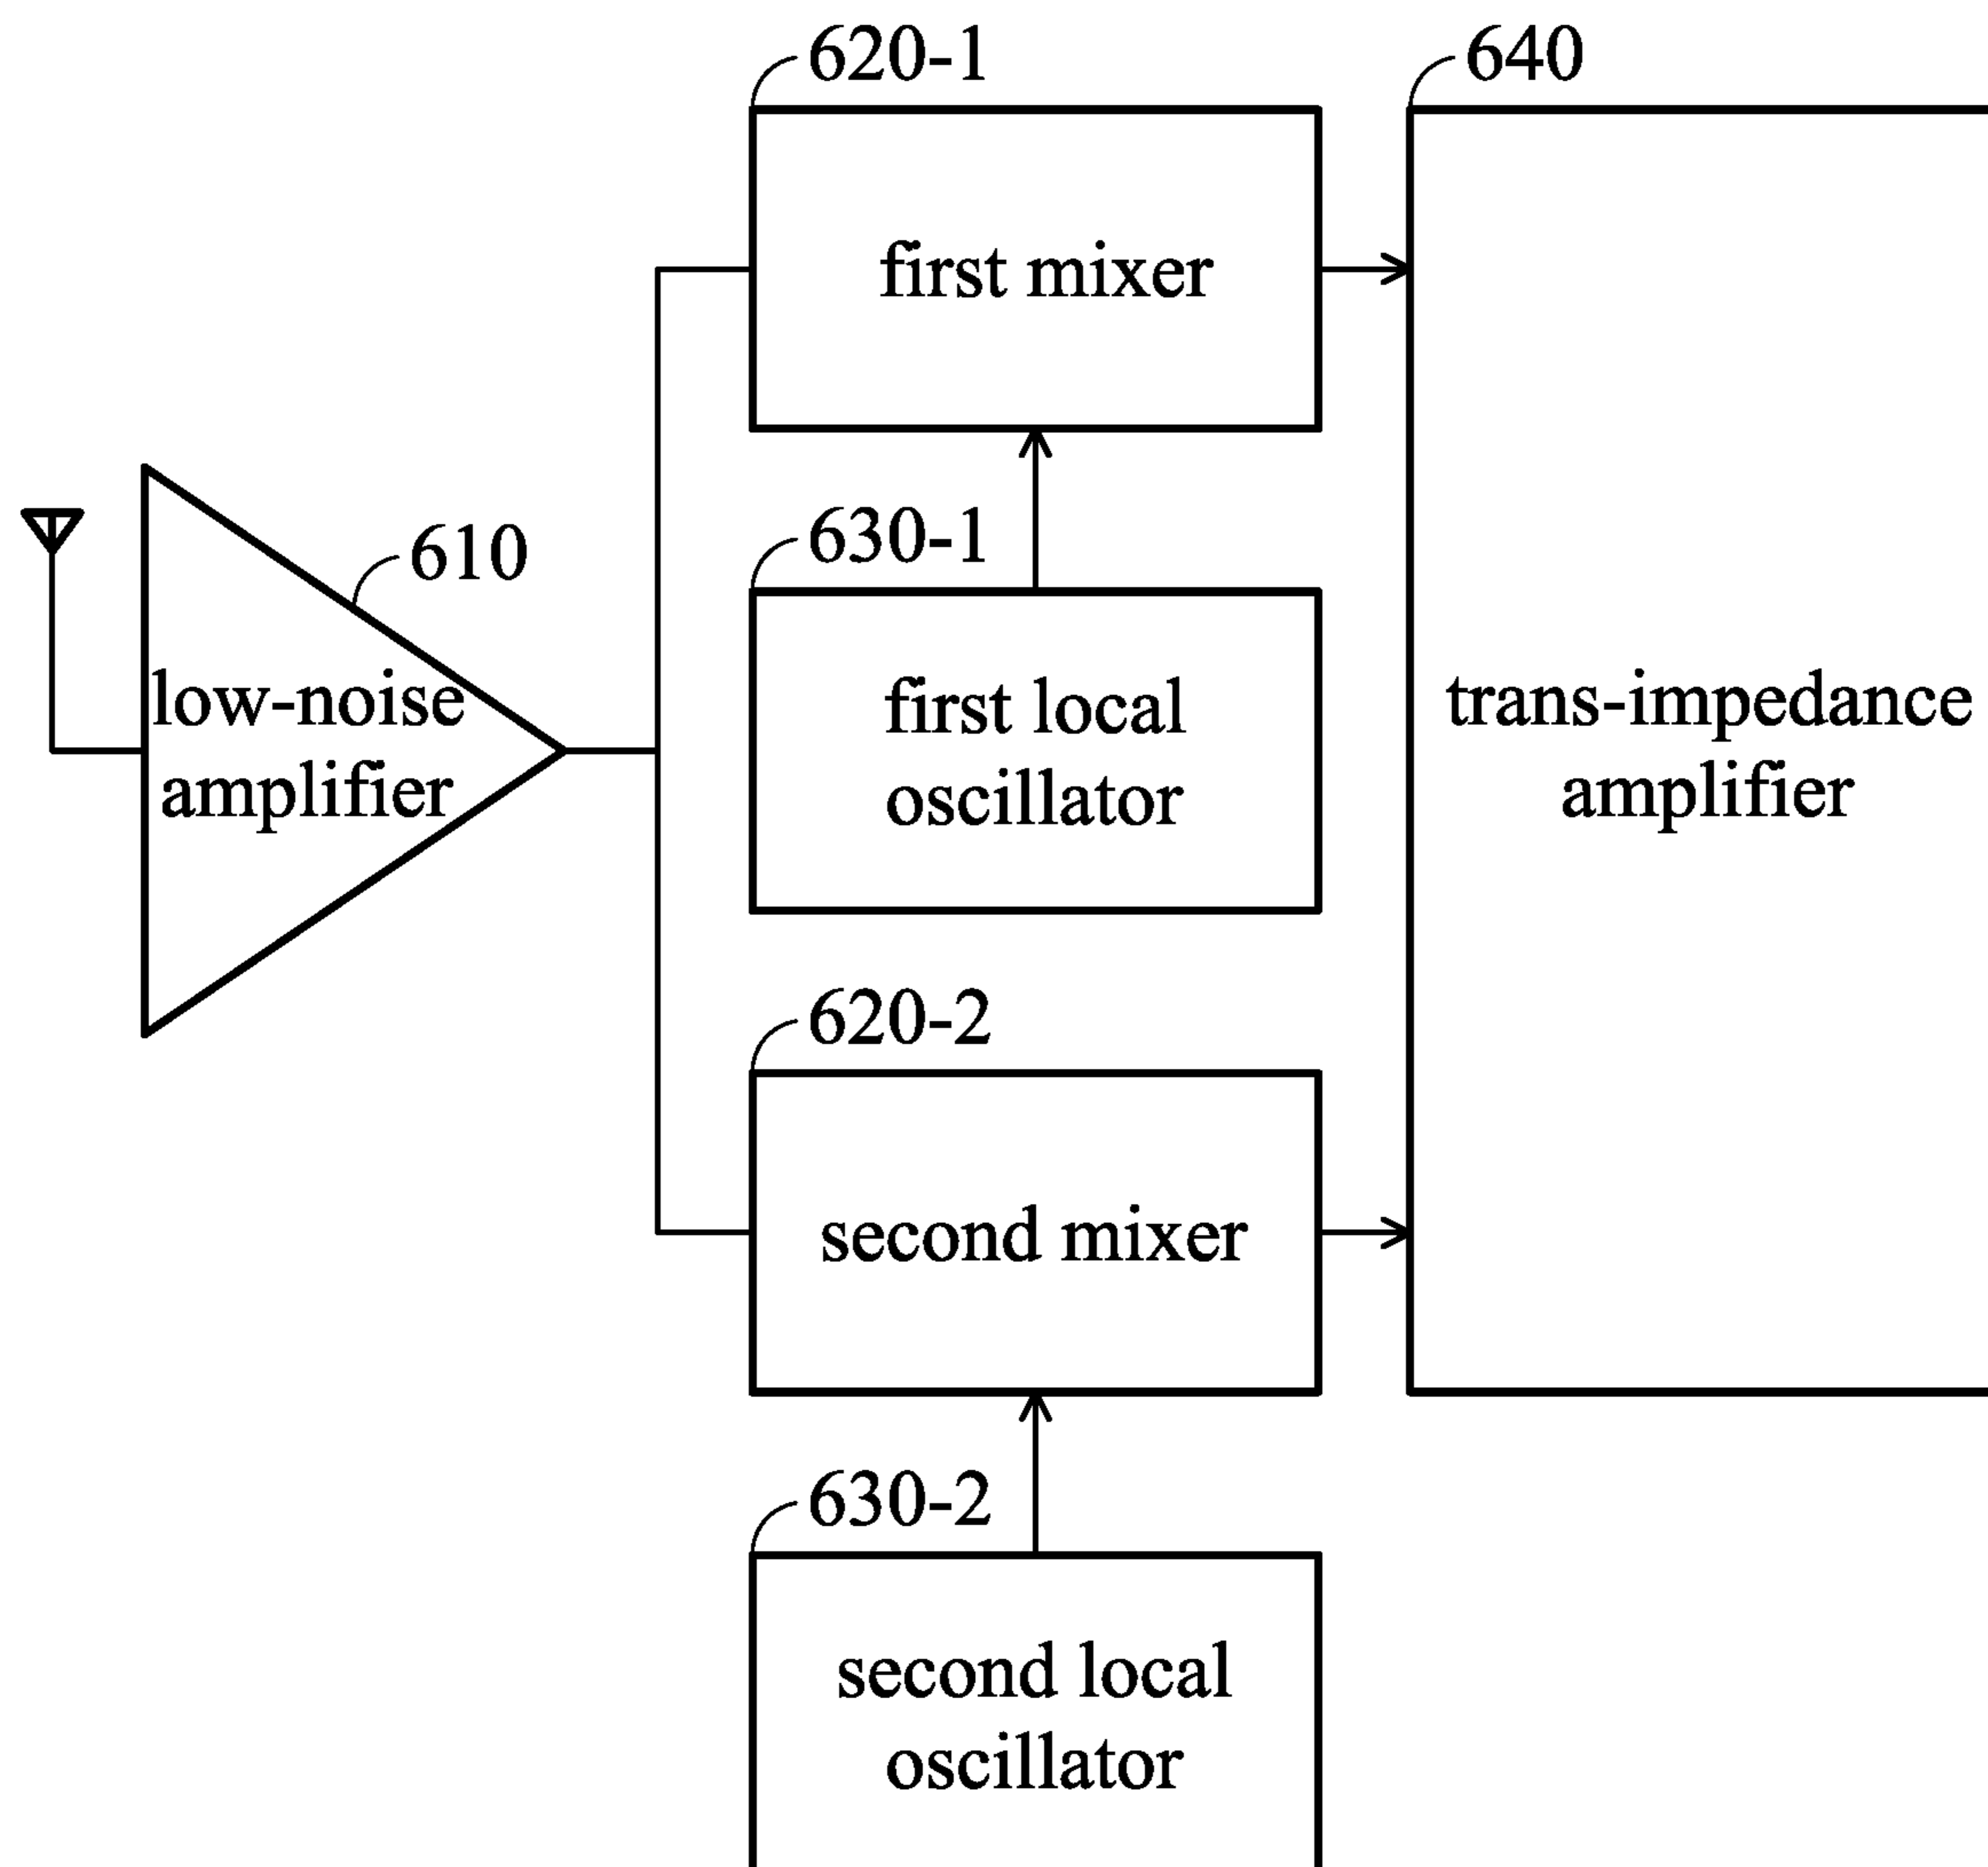 620-1
640
first mixer
610
630-1
low-noise
amplifier
first local
oscillator
trans-impedance
amplifier
620-2
second mixer
630-2
second local
oscillator